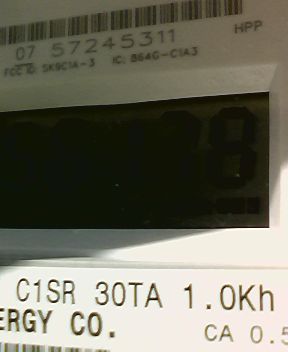 07 57245311 HPP
FCC ID: SK9C1A-3 IC: 864G-C1A3
C1SR 30TA 1.0Kh
ERGY CO. CA 0.5